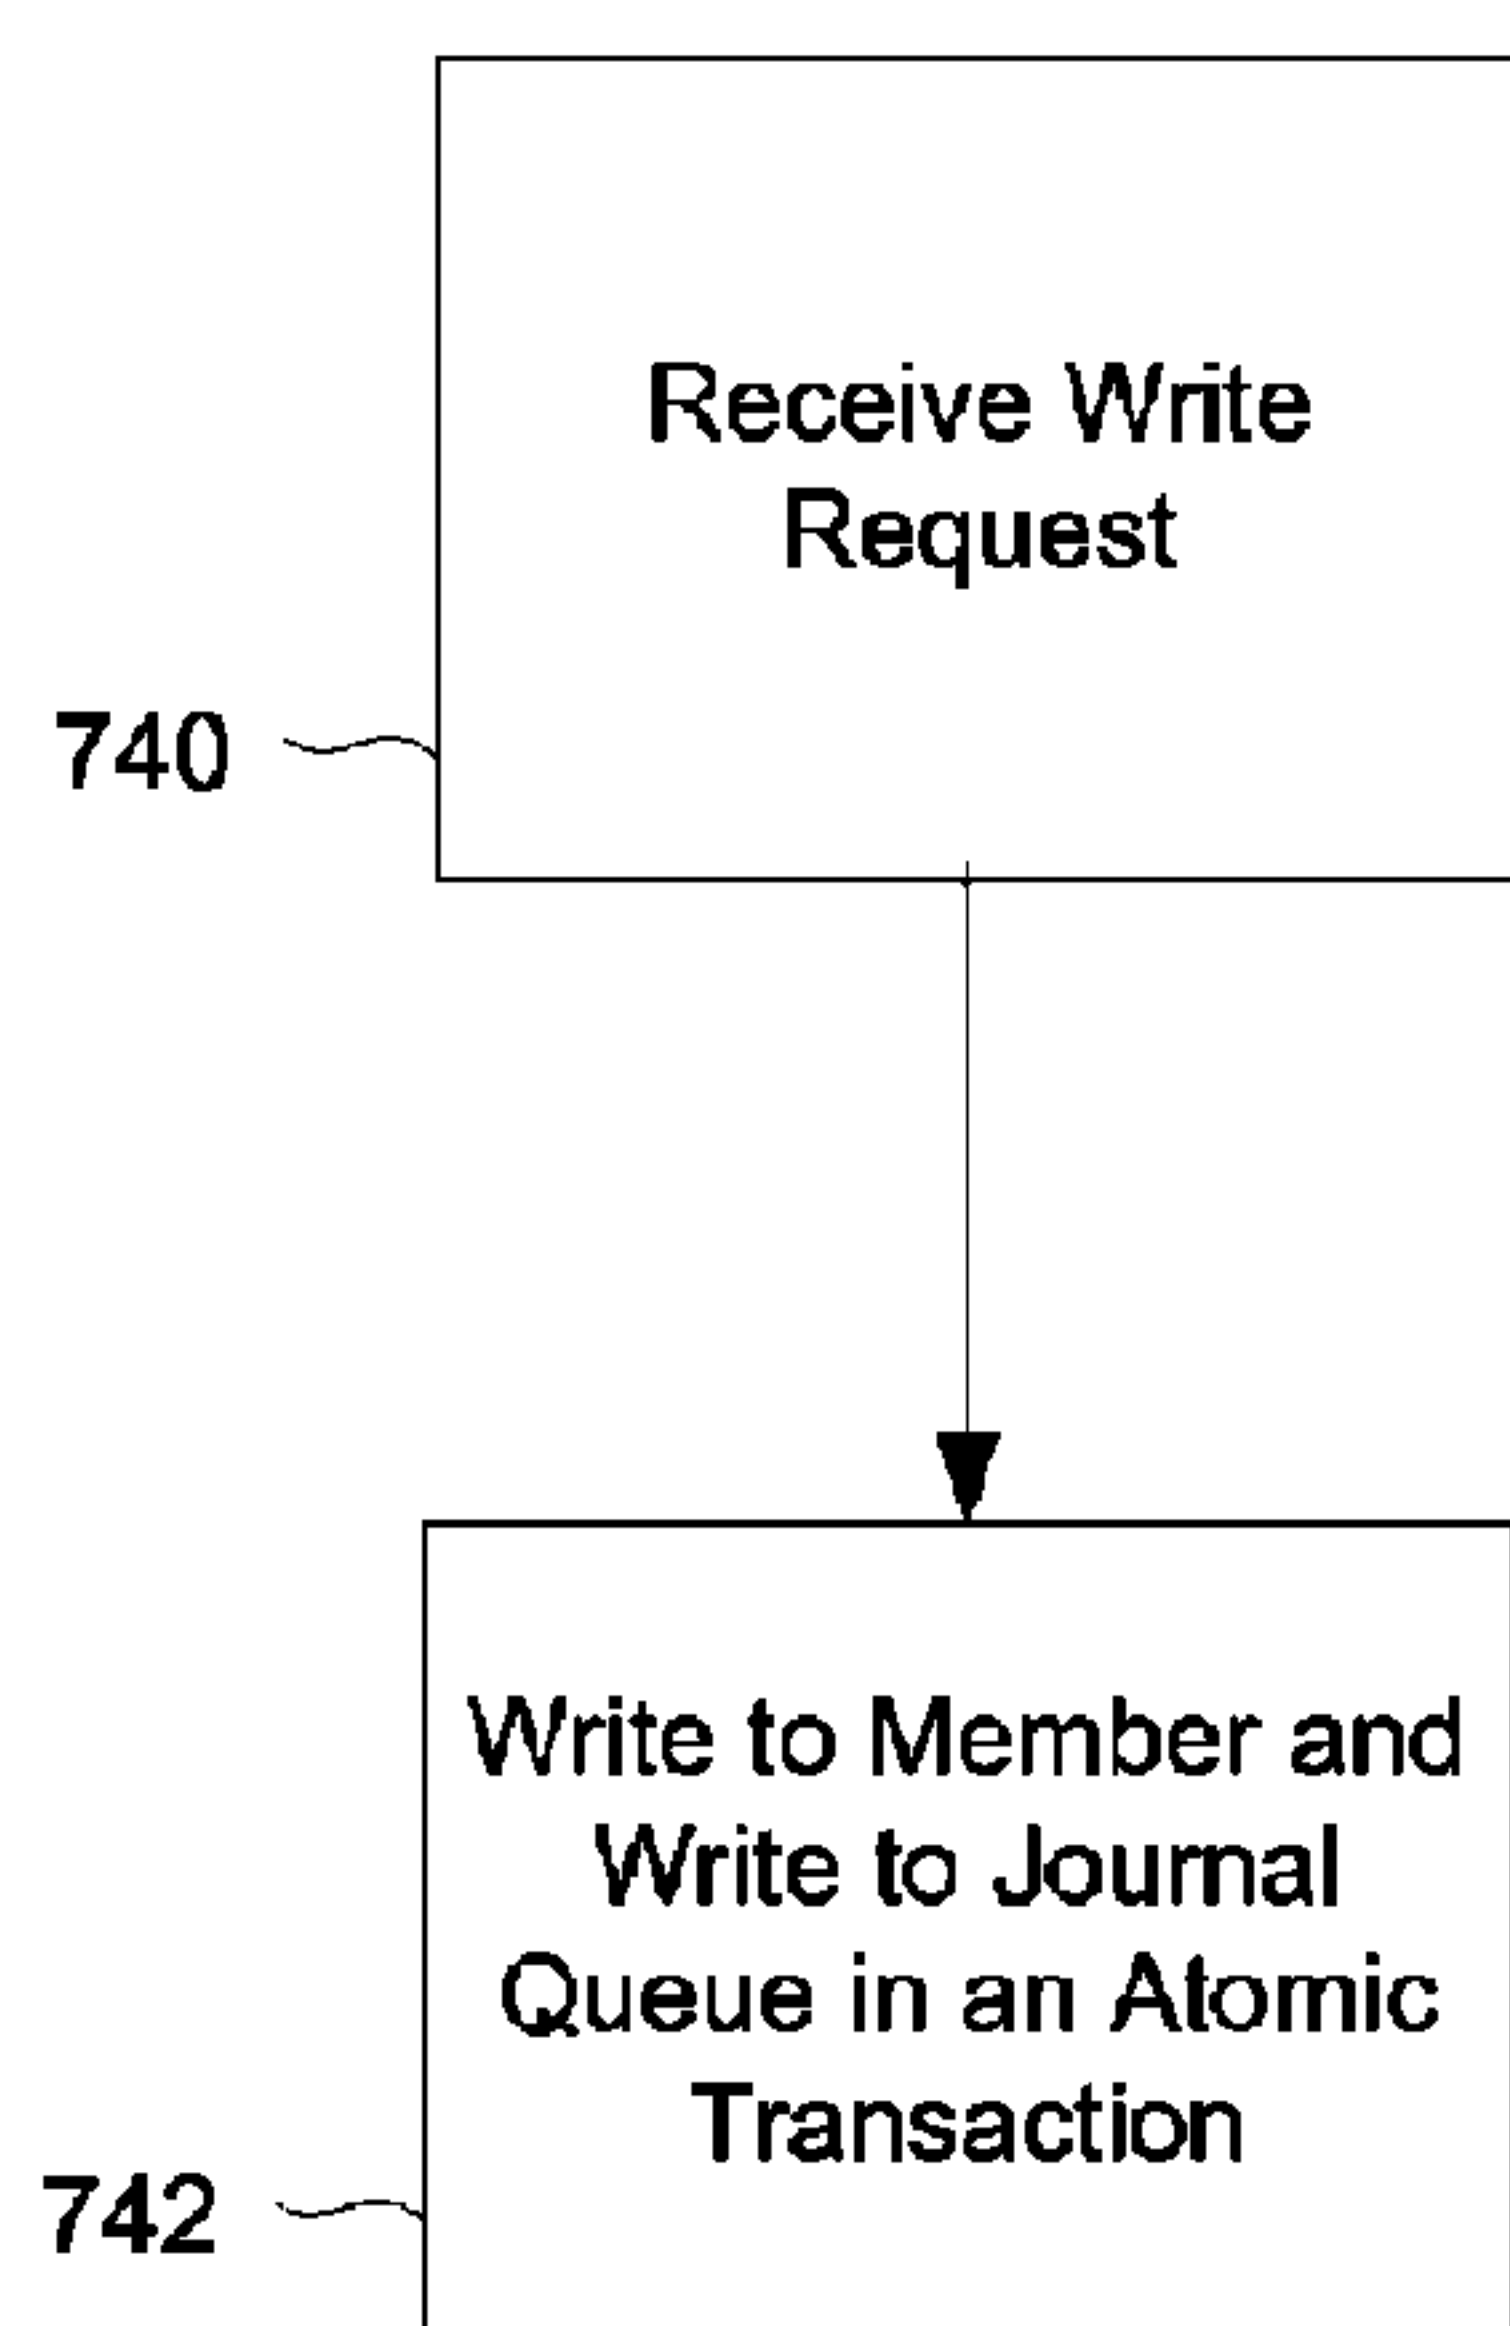 Receive Write
Request
740
Write to Member and
Write to Journal
Queue in an Atomic
Transaction
742